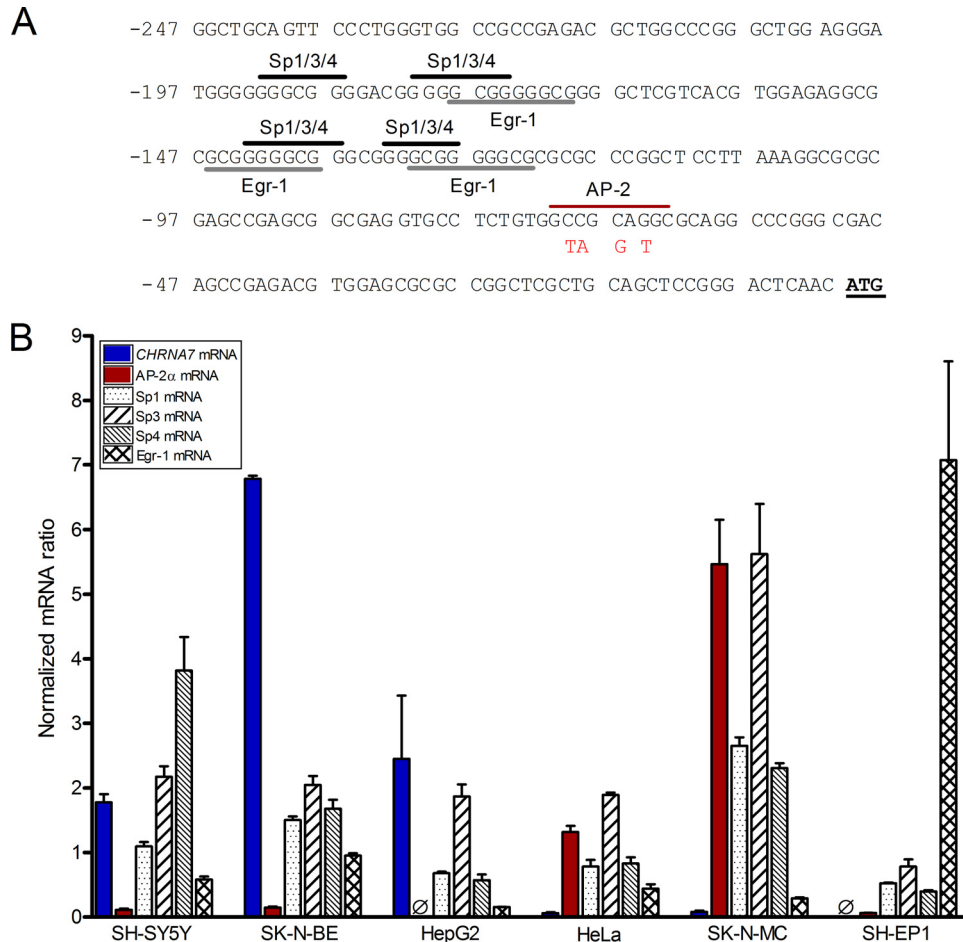 A
-247 GGCTGCAGTT CCCTGGGTGG CCGCCGAGAC GCTGGCCCGG GCTGG AGGGA
Sp1/3/4 Sp1/3/4
-197 TGGGGGGGCG GGGACGGGGG GCGGGGGCGGG GCTCGTCACG TGGAGAGGCG
Egr-1
Sp1/3/4 Sp1/3/4
-147 CGCGGGGGCG GGCGGGGCGG GGGCGCGCGC CCGGCT CCTT AAAGGCGCGC
Egr-1 Egr-1 AP-2
-97 GAGCCGAGCG GCGAGGTGCC TCTGTGGCCG CAGGCGCAGG CCCGGG CGAC
TA G T
-47 AGCCGAGACG TGGAGCGCGC CGGCTCGCTG CAGCTCCGGG ACTCAAC ATG
B
Normalized mRNA ratio
9
8
7
6
5
4
3
2
1
0
CHRNA7 mRNA
AP-2α mRNA
Sp1 mRNA
Sp3 mRNA
Sp4 mRNA
Egr-1 mRNA
Ø Ø
SH-SY5Y SK-N-BE HepG2 HeLa SK-N-MC SH-EP1